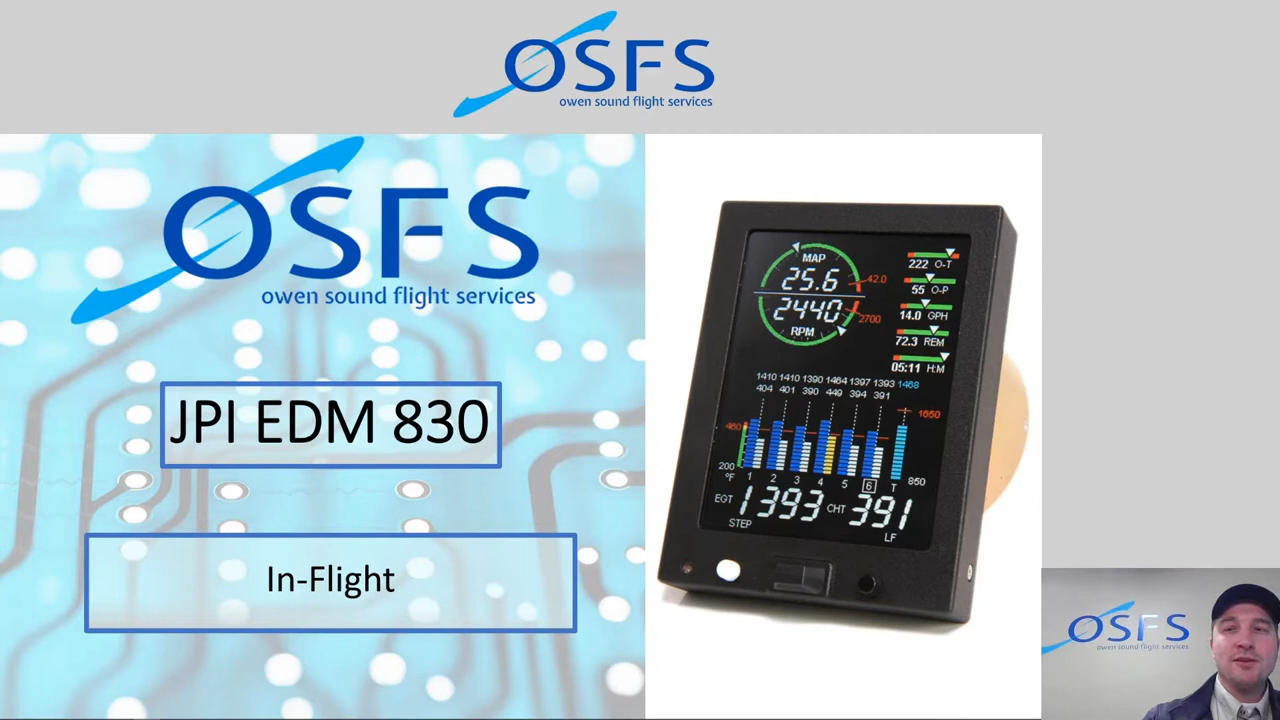 OSFS
owen sound flight services
OSFS
owen sound flight services
JPI EDM 830
In-Flight
MAP
25.6
42.0
2440
2700
RPM
222 O-T
55 O-P
14.0 GPH
72.3 REM
05:11 H:M
1410 1410 1390 1464 1397 1393 1468
404 401 390 449 394 391
1650
460
200
°F
1 2 3 4 5 6 T
850
EGT 1393 CHT 391
STEP
LF
OSFS
owen sound flight services